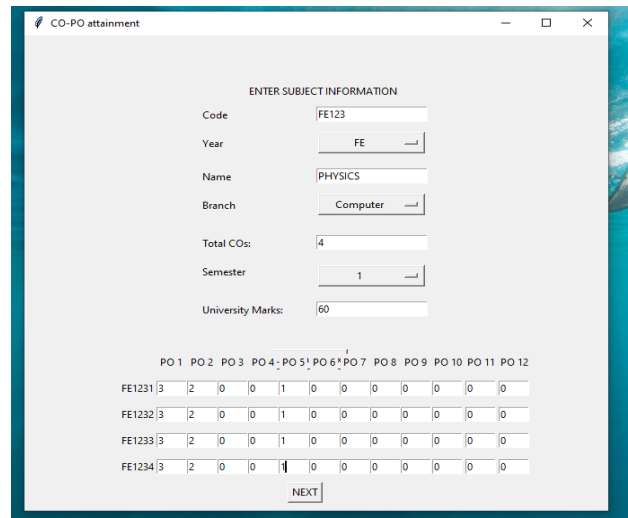 CO-PO attainment
ENTER SUBJECT INFORMATION
Code FE123
Year FE
Name PHYSICS
Branch Computer
Total COs: 4
Semester 1
University Marks: 60
PO 1 PO 2 PO 3 PO 4 PO 5 PO 6 PO 7 PO 8 PO 9 PO 10 PO 11 PO 12
FE1231 3 2 0 0 1 0 0 0 0 0 0 0
FE1232 3 2 0 0 1 0 0 0 0 0 0 0
FE1233 3 2 0 0 1 0 0 0 0 0 0 0
FE1234 3 2 0 0 1 0 0 0 0 0 0 0
NEXT